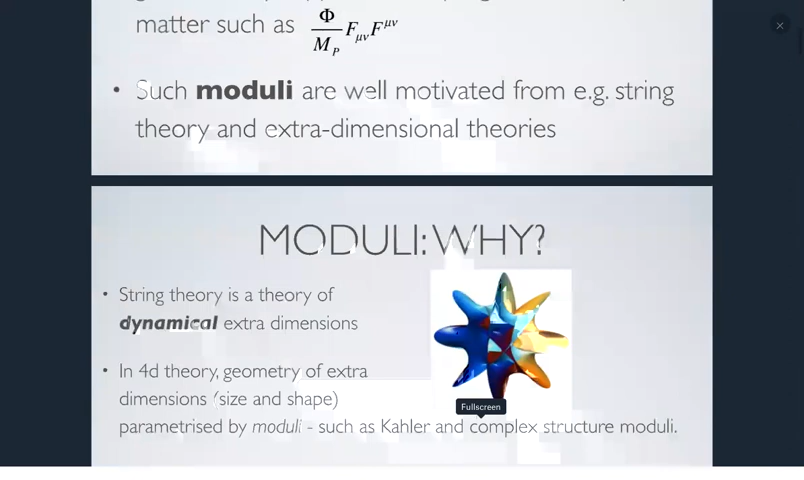 matter such as Φ/M_P F_μν F^μν
• Such moduli are well motivated from e.g. string
theory and extra-dimensional theories
MODULI: WHY?
• String theory is a theory of
dynamical extra dimensions
• In 4d theory, geometry of extra
dimensions (size and shape)
Fullscreen
parametrised by moduli - such as Kahler and complex structure moduli.